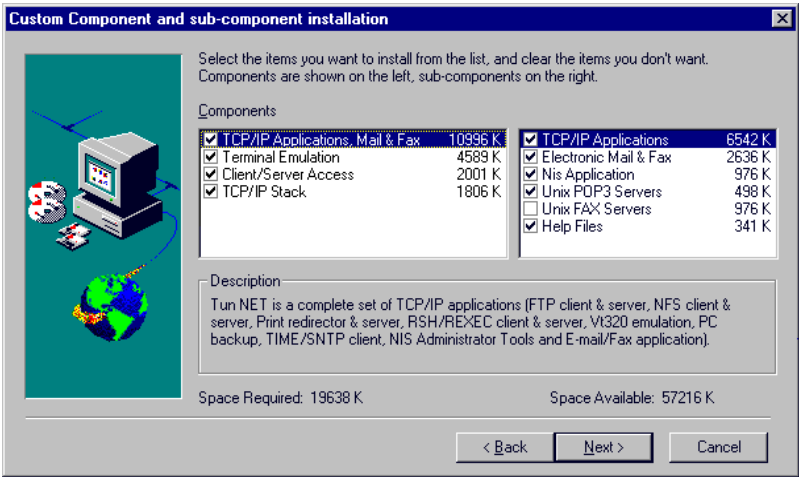 Custom Component and sub-component installation
Select the items you want to install from the list, and clear the items you don't want.
Components are shown on the left, sub-components on the right.
Components
TCP/IP Applications, Mail & Fax 10996 K
Terminal Emulation 4589 K
Client/Server Access 2001 K
TCP/IP Stack 1806 K
TCP/IP Applications 6542 K
Electronic Mail & Fax 2636 K
Nis Application 976 K
Unix POP3 Servers 498 K
Unix FAX Servers 976 K
Help Files 341 K
Description
Tun NET is a complete set of TCP/IP applications (FTP client & server, NFS client &
server, Print redirector & server, RSH/REXEC client & server, Vt320 emulation, PC
backup, TIME/SNTP client, NIS Administrator Tools and E-mail/Fax application).
Space Required: 19638 K
Space Available: 57216 K
< Back
Next >
Cancel